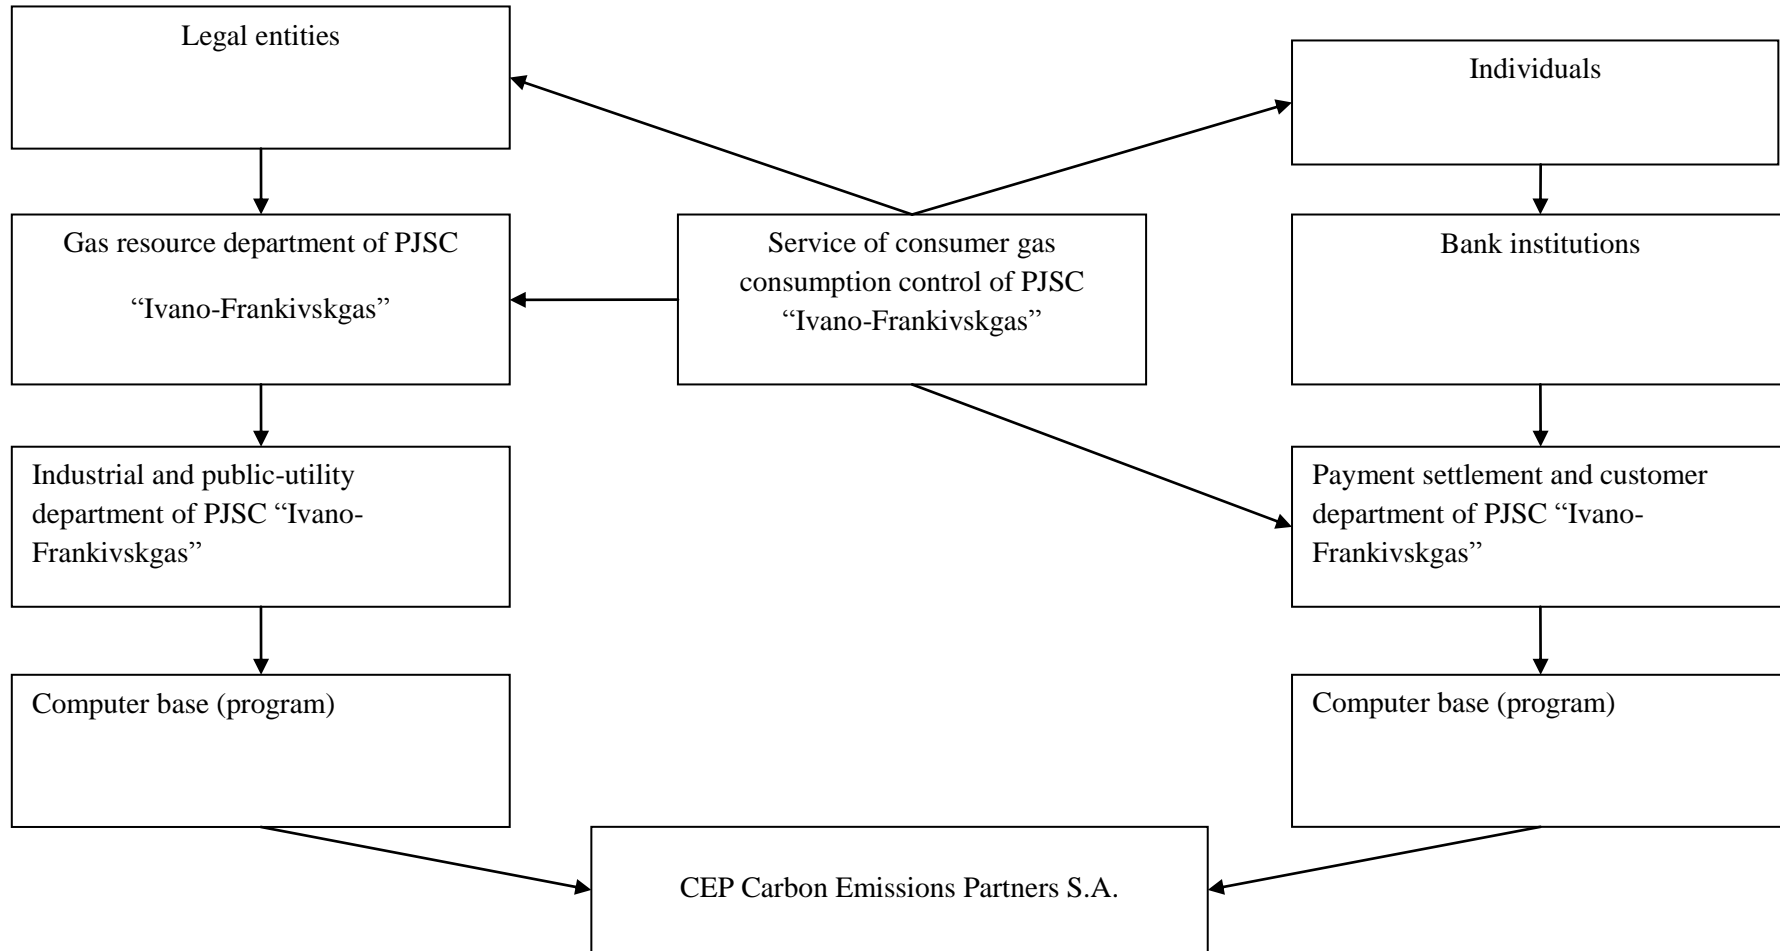 Legal entities
Individuals
Gas resource department of PJSC
“Ivano-Frankivskgas”
Service of consumer gas
consumption control of PJSC
“Ivano-Frankivskgas”
Bank institutions
Industrial and public-utility
department of PJSC “Ivano-
Frankivskgas”
Payment settlement and customer
department of PJSC “Ivano-
Frankivskgas”
Computer base (program)
Computer base (program)
CEP Carbon Emissions Partners S.A.